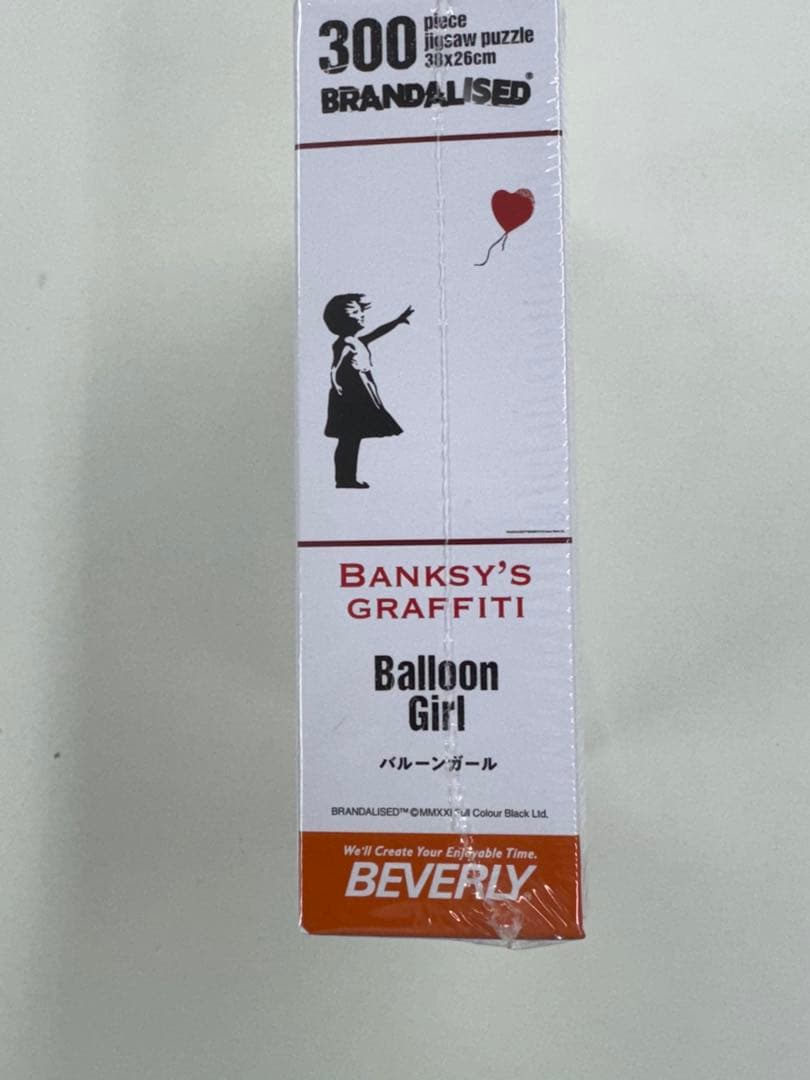 300 piece
jigsaw puzzle
38x26cm
BRANDALISED®
BANKSY'S
GRAFFITI
Balloon
Girl
バルーンガール
BRANDALISED™ ©MMXXI Full Colour Black Ltd.
We'll Create Your Enjoyable Time.
BEVERLY